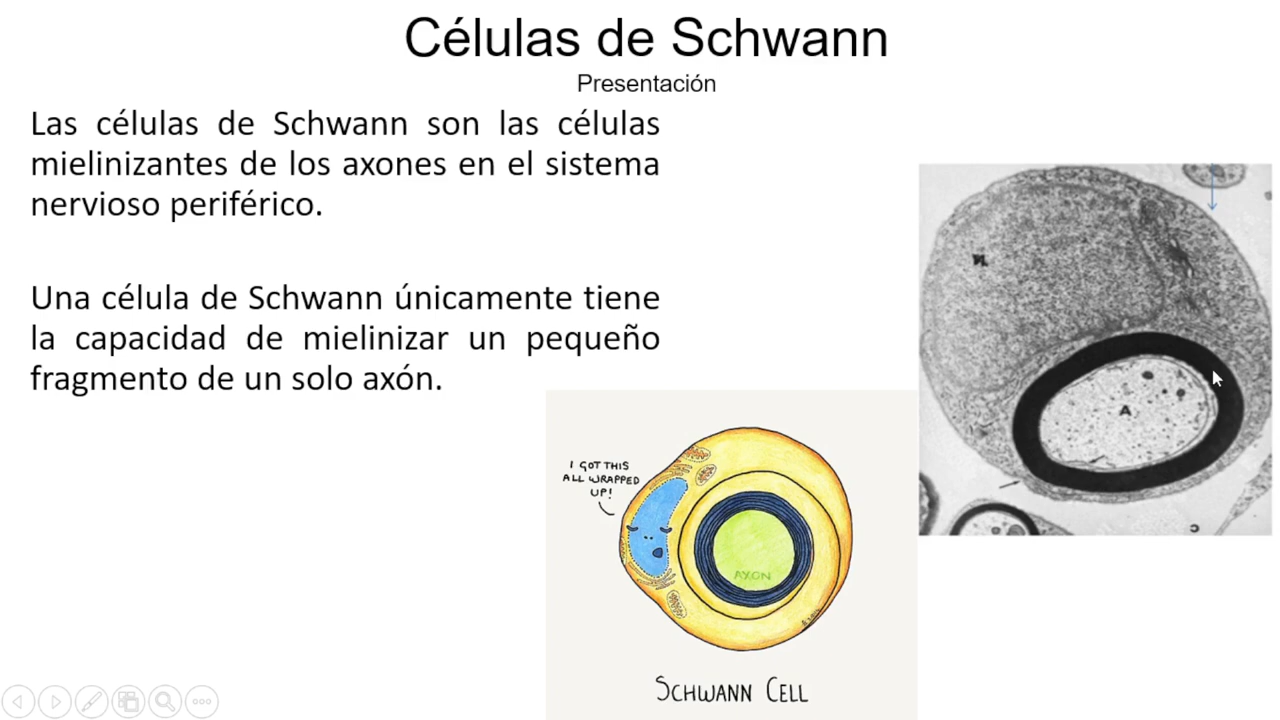 Células de Schwann
Presentación
Las células de Schwann son las células
mielinizantes de los axones en el sistema
nervioso periférico.
Una célula de Schwann únicamente tiene
la capacidad de mielinizar un pequeño
fragmento de un solo axón.
I GOT THIS
ALL WRAPPED
UP!
AXON
SCHWANN CELL
A